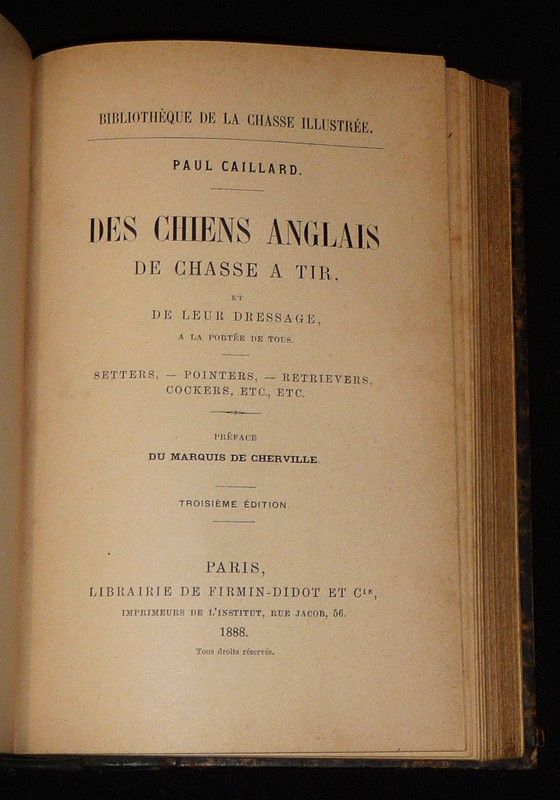 BIBLIOTHÈQUE DE LA CHASSE ILLUSTRÉE.
PAUL CAILLARD.
DES CHIENS ANGLAIS
DE CHASSE A TIR,
ET
DE LEUR DRESSAGE,
A LA PORTÉE DE TOUS.
SETTERS, — POINTERS, — RETRIEVERS,
COCKERS, ETC., ETC.
PRÉFACE
DU MARQUIS DE CHERVILLE.
TROISIÈME ÉDITION.
PARIS,
LIBRAIRIE DE FIRMIN-DIDOT ET CIE,
IMPRIMEURS DE L'INSTITUT, RUE JACOB, 56.
1888.
Tous droits réservés.